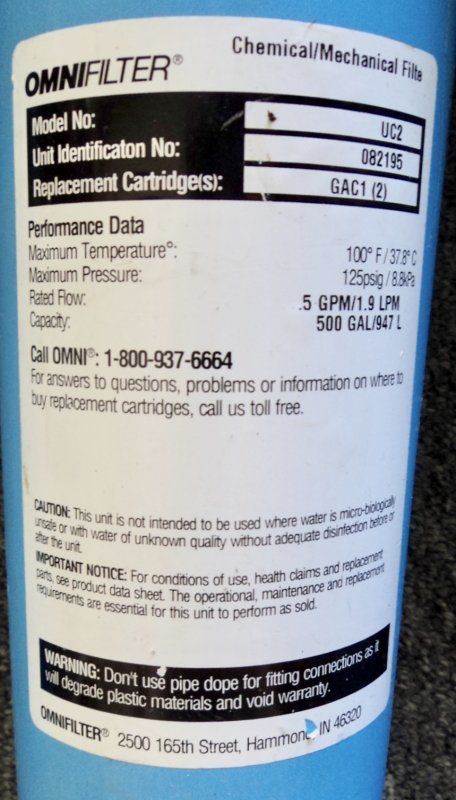 OMNIFILTER®
Chemical/Mechanical Filte
Model No: UC2
Unit Identificaton No: 082195
Replacement Cartridge(s): GAC1 (2)
Performance Data
Maximum Temperature°: 100° F / 37.8° C
Maximum Pressure: 125psig / 8.8kPa
Rated Flow: .5 GPM/1.9 LPM
Capacity: 500 GAL/947 L
Call OMNI®: 1-800-937-6664
For answers to questions, problems or information on where to
buy replacement cartridges, call us toll free.
CAUTION: This unit is not intended to be used where water is micro-biologically
unsafe or with water of unknown quality without adequate disinfection before or
after the unit.
IMPORTANT NOTICE: For conditions of use, health claims and replacement
parts, see product data sheet. The operational, maintenance and replacement
requirements are essential for this unit to perform as sold.
WARNING: Don't use pipe dope for fitting connections as it
will degrade plastic materials and void warranty.
OMNIFILTER® 2500 165th Street, Hammond, IN 46320